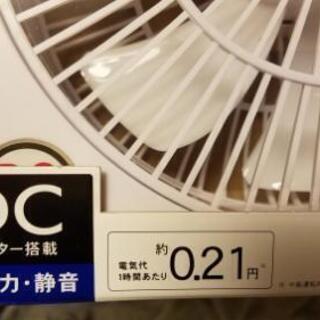 DC
ター搭載
力・静音
電気代
1時間あたり
約0.21円